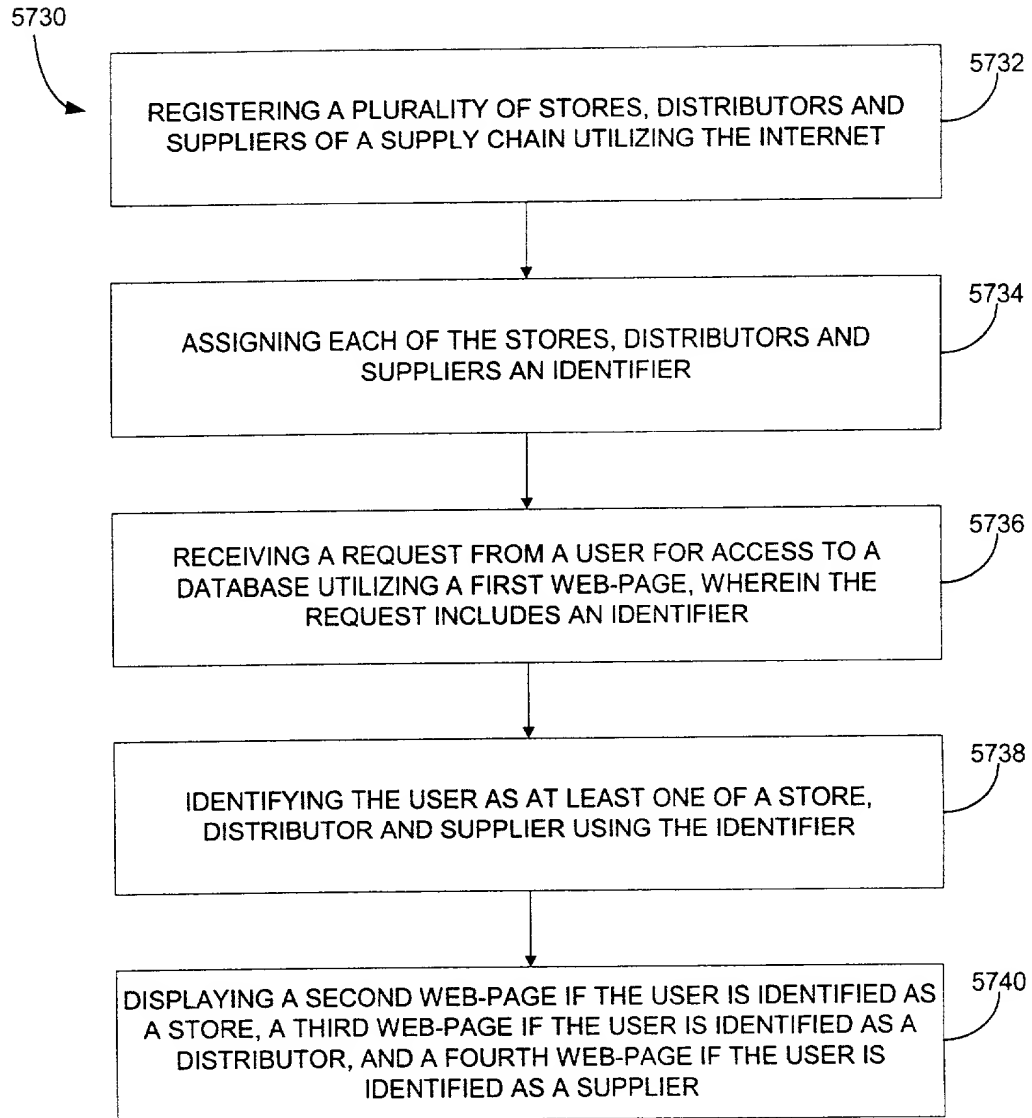 5730
5732
REGISTERING A PLURALITY OF STORES, DISTRIBUTORS AND
SUPPLIERS OF A SUPPLY CHAIN UTILIZING THE INTERNET
5734
ASSIGNING EACH OF THE STORES, DISTRIBUTORS AND
SUPPLIERS AN IDENTIFIER
5736
RECEIVING A REQUEST FROM A USER FOR ACCESS TO A
DATABASE UTILIZING A FIRST WEB-PAGE, WHEREIN THE
REQUEST INCLUDES AN IDENTIFIER
5738
IDENTIFYING THE USER AS AT LEAST ONE OF A STORE,
DISTRIBUTOR AND SUPPLIER USING THE IDENTIFIER
5740
DISPLAYING A SECOND WEB-PAGE IF THE USER IS IDENTIFIED AS
A STORE, A THIRD WEB-PAGE IF THE USER IS IDENTIFIED AS A
DISTRIBUTOR, AND A FOURTH WEB-PAGE IF THE USER IS
IDENTIFIED AS A SUPPLIER